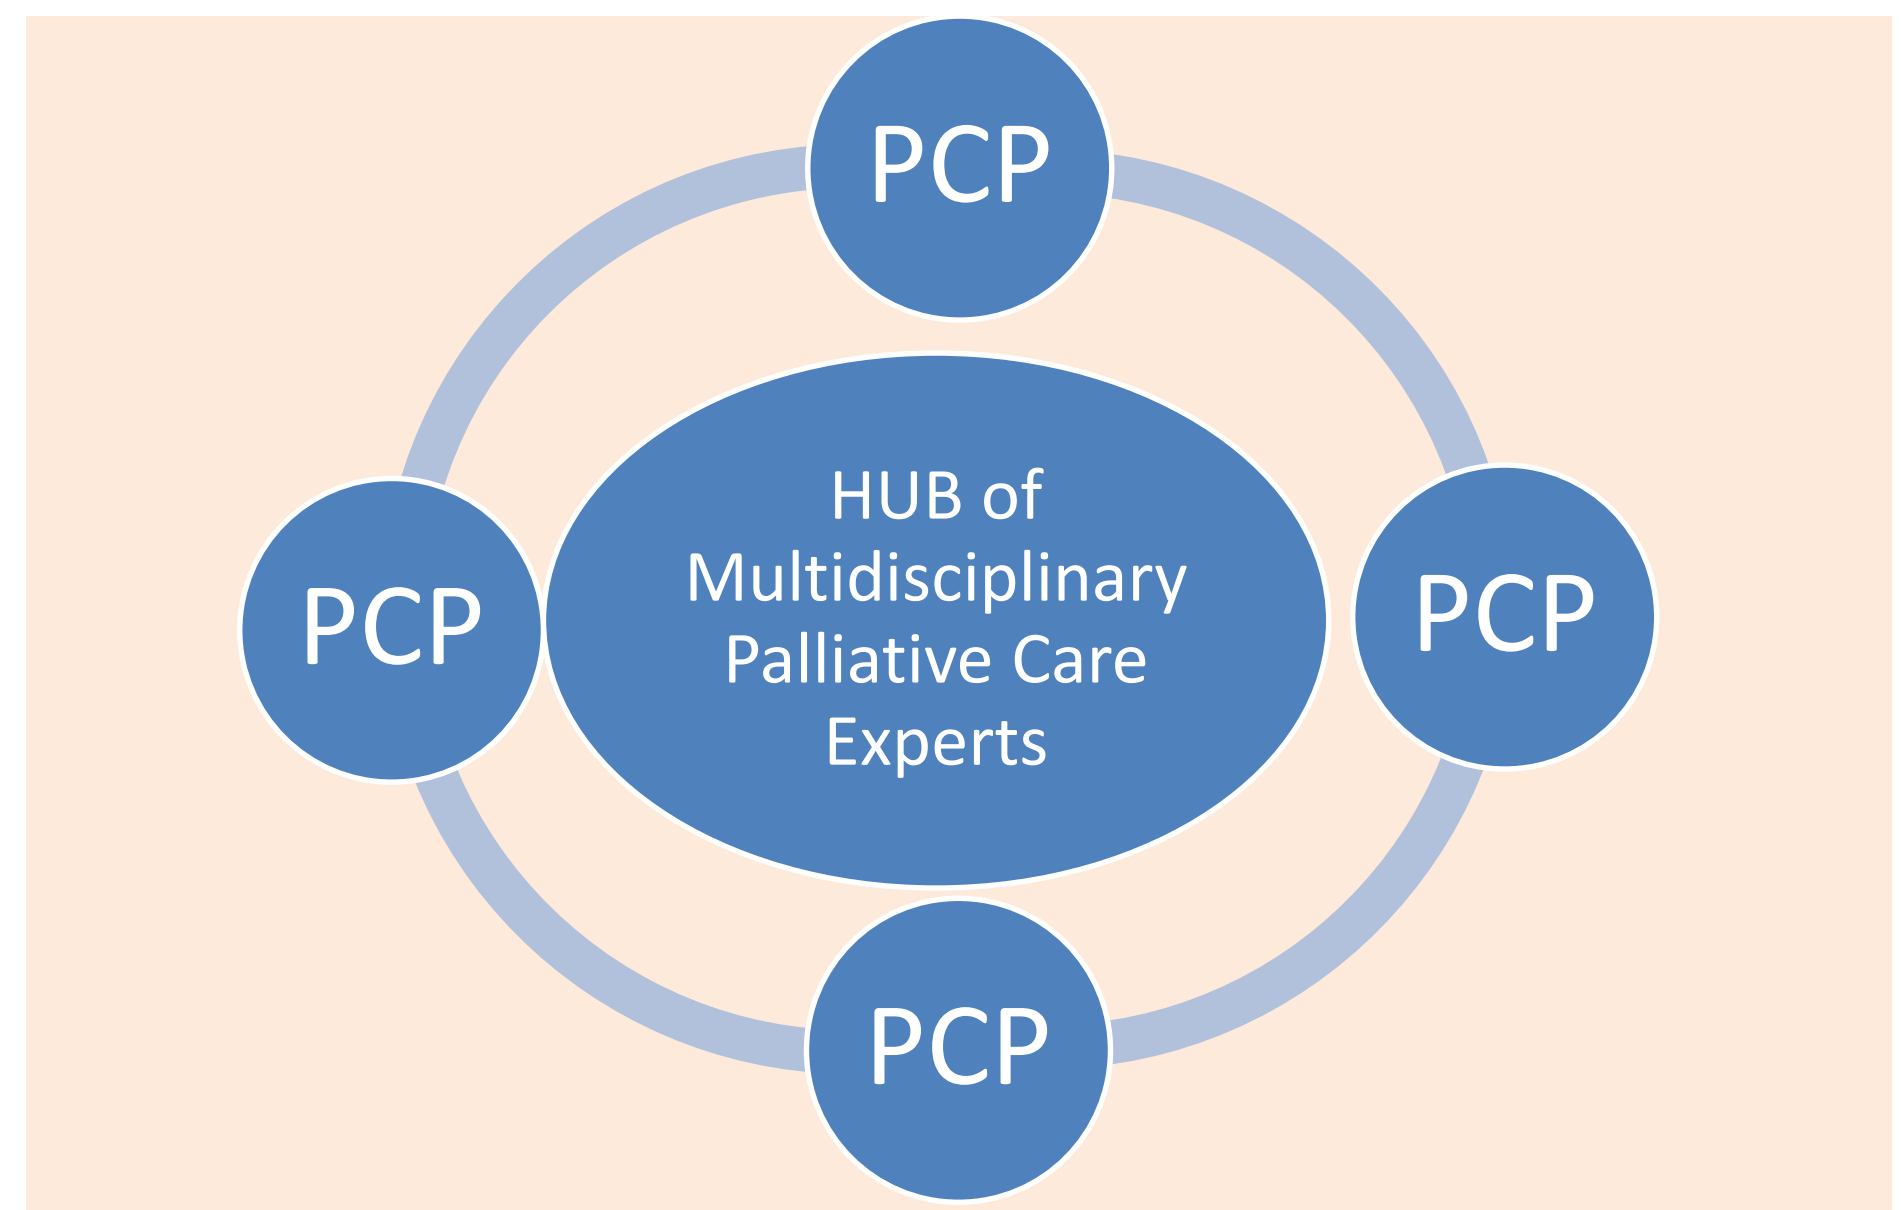 PCP
HUB of
Multidisciplinary
Palliative Care
Experts
PCP
PCP
PCP